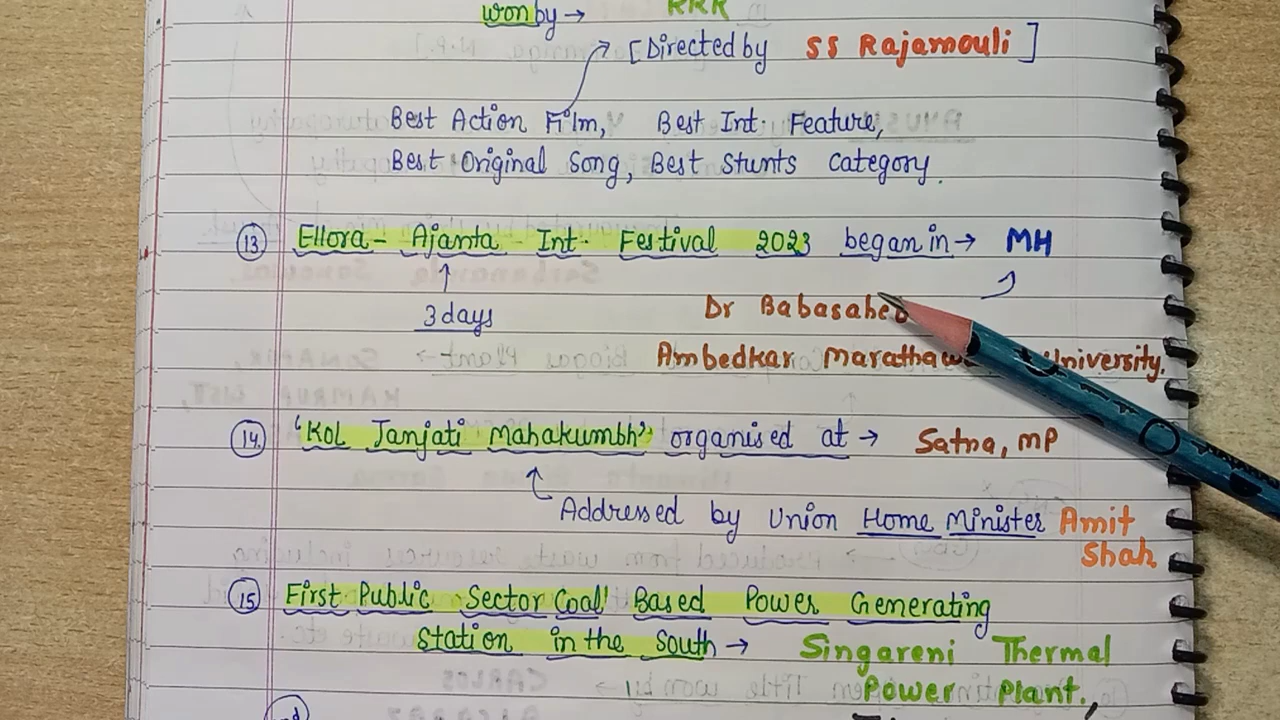 won by → RRR
[Directed by SS Rajamouli]
Best Action Film, Best Int. Feature,
Best Original Song, Best Stunts Category.
13 Ellora - Ajanta Int. Festival 2023 began in → MH
3 days
Dr Babasaheb
Ambedkar Marathwa University.
14. 'Kol Janjati Mahakumbh' organised at → Satna, MP
Addressed by Union Home Minister Amit
Shah
15 First Public Sector Coal Based Power Generating
Station in the South → Singareni Thermal
Power Plant.,